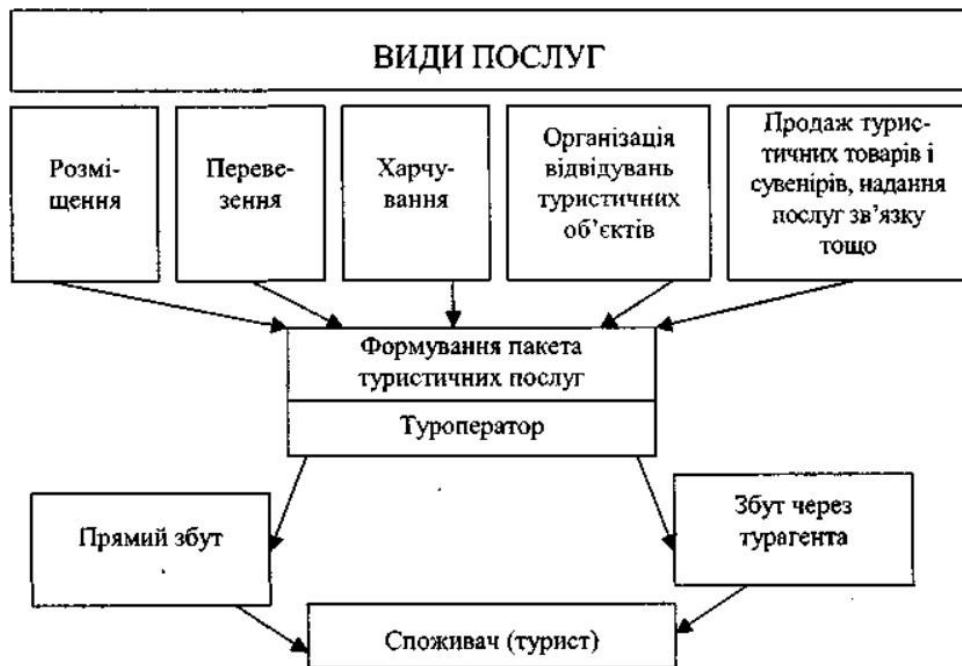 ВИДИ ПОСЛУГ
Розмі-
щення
Переве-
зення
Харчу-
вання
Організація
відвідувань
туристичних
об’єктів
Продаж турис-
тичних товарів і
сувенірів, надання
послуг зв’язку
тощо
Формування пакета
туристичних послуг
Туроператор
Прямий збут
Збут через
турагента
Споживач (турист)